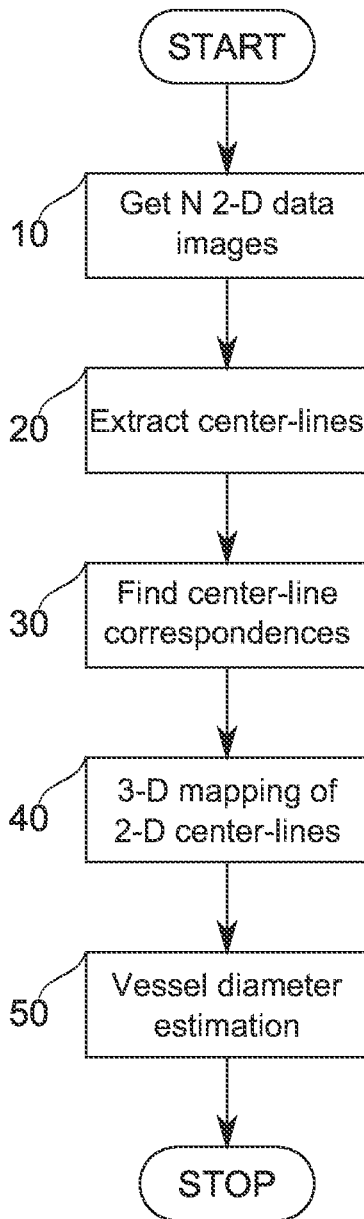 START
10
Get N 2-D data
images
20
Extract center-lines
30
Find center-line
correspondences
40
3-D mapping of
2-D center-lines
50
Vessel diameter
estimation
STOP